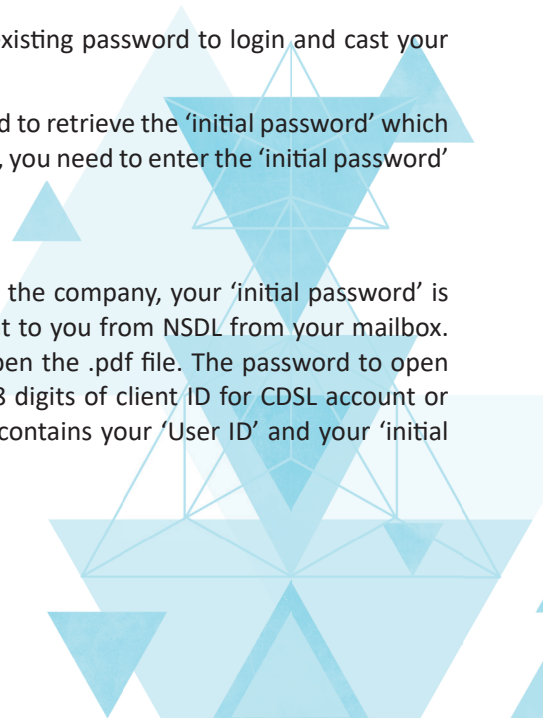 existing password to login and cast your
d to retrieve the ‘initial password’ which
, you need to enter the ‘initial password’
the company, your ‘initial password’ is
t to you from NSDL from your mailbox.
pen the .pdf file. The password to open
8 digits of client ID for CDSL account or
contains your ‘User ID’ and your ‘initial